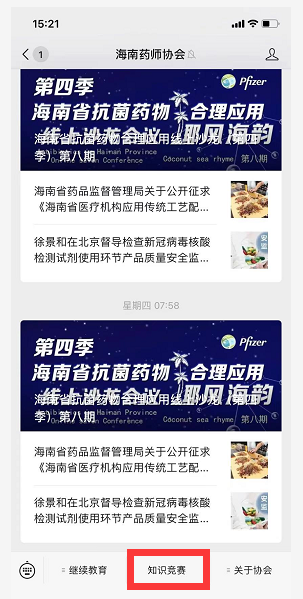 15:21
1
海南药师协会
第四季
Pfizer
海南省抗菌药物 合理应用
线上沙龙会议 椰风海韵
海南省抗菌药物合理应用线上沙龙(第四
季)第八期
Hainan Province
Online Salon Conference
Coconut sea rhyme 第八期
海南省药品监督管理局关于公开征求
《海南省医疗机构应用传统工艺配...
徐景和在北京督导检查新冠病毒核酸
检测试剂使用环节产品质量安全监...
星期四 07:58
第四季
Pfizer
海南省抗菌药物 合理应用
线上沙龙会议 椰风海韵
海南省抗菌药物合理应用线上沙龙(第四
季)第八期
Hainan Province
Online Salon Conference
Coconut sea rhyme 第八期
海南省药品监督管理局关于公开征求
《海南省医疗机构应用传统工艺配...
徐景和在北京督导检查新冠病毒核酸
检测试剂使用环节产品质量安全监...
继续教育
知识竞赛
关于协会